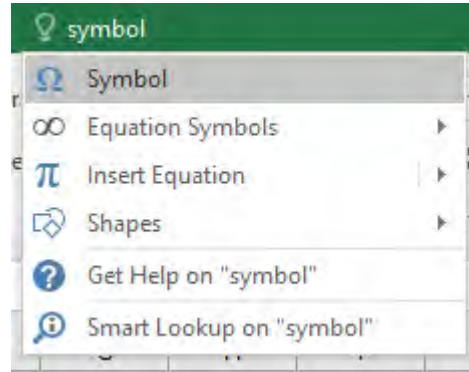 symbol
Symbol
Equation Symbols
Insert Equation
Shapes
Get Help on "symbol"
Smart Lookup on "symbol"